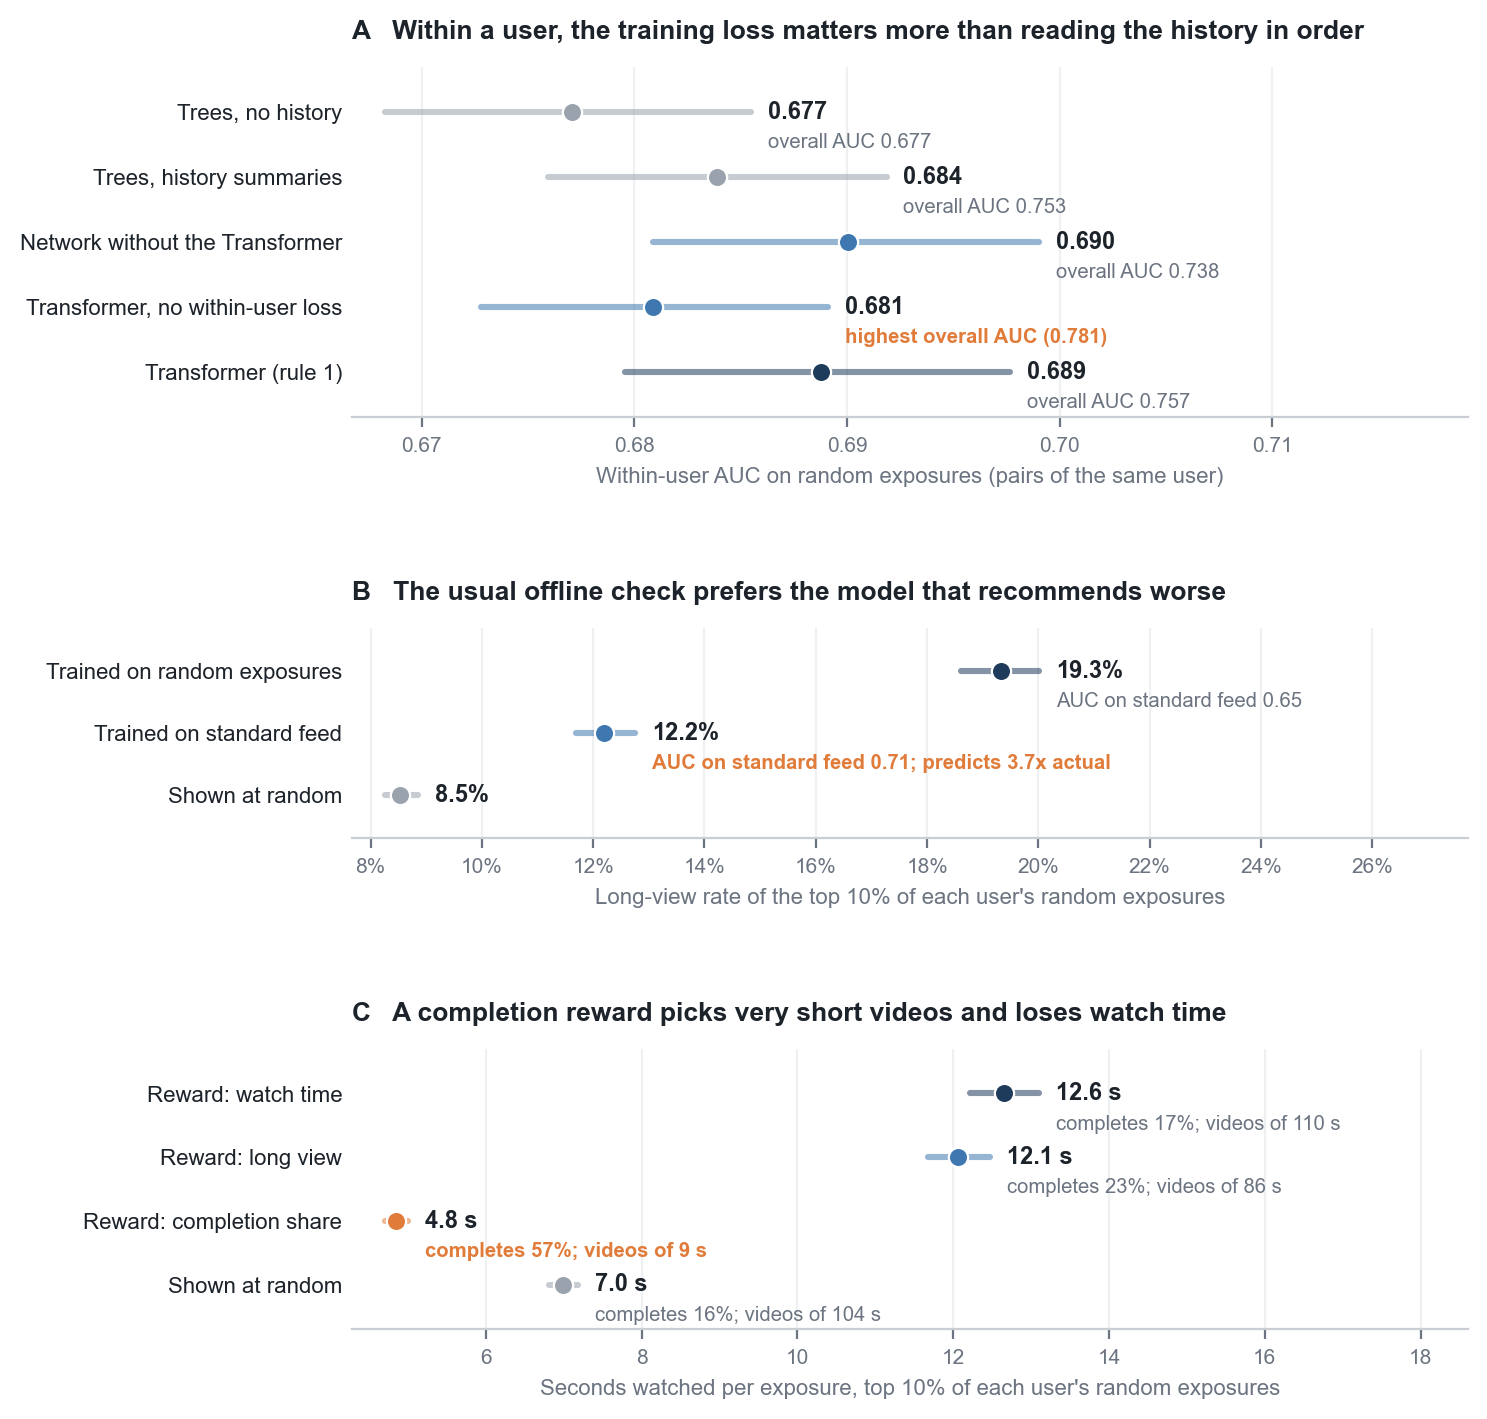 A Within a user, the training loss matters more than reading the history in order
Trees, no history
0.677
overall AUC 0.677
Trees, history summaries
0.684
overall AUC 0.753
Network without the Transformer
0.690
overall AUC 0.738
Transformer, no within-user loss
0.681
highest overall AUC (0.781)
Transformer (rule 1)
0.689
overall AUC 0.757
0.67 0.68 0.69 0.70 0.71
Within-user AUC on random exposures (pairs of the same user)
B The usual offline check prefers the model that recommends worse
Trained on random exposures
19.3%
AUC on standard feed 0.65
Trained on standard feed
12.2%
AUC on standard feed 0.71; predicts 3.7x actual
Shown at random
8.5%
8% 10% 12% 14% 16% 18% 20% 22% 24% 26%
Long-view rate of the top 10% of each user's random exposures
C A completion reward picks very short videos and loses watch time
Reward: watch time
12.6 s
completes 17%; videos of 110 s
Reward: long view
12.1 s
completes 23%; videos of 86 s
Reward: completion share
4.8 s
completes 57%; videos of 9 s
Shown at random
7.0 s
completes 16%; videos of 104 s
6 8 10 12 14 16 18
Seconds watched per exposure, top 10% of each user's random exposures